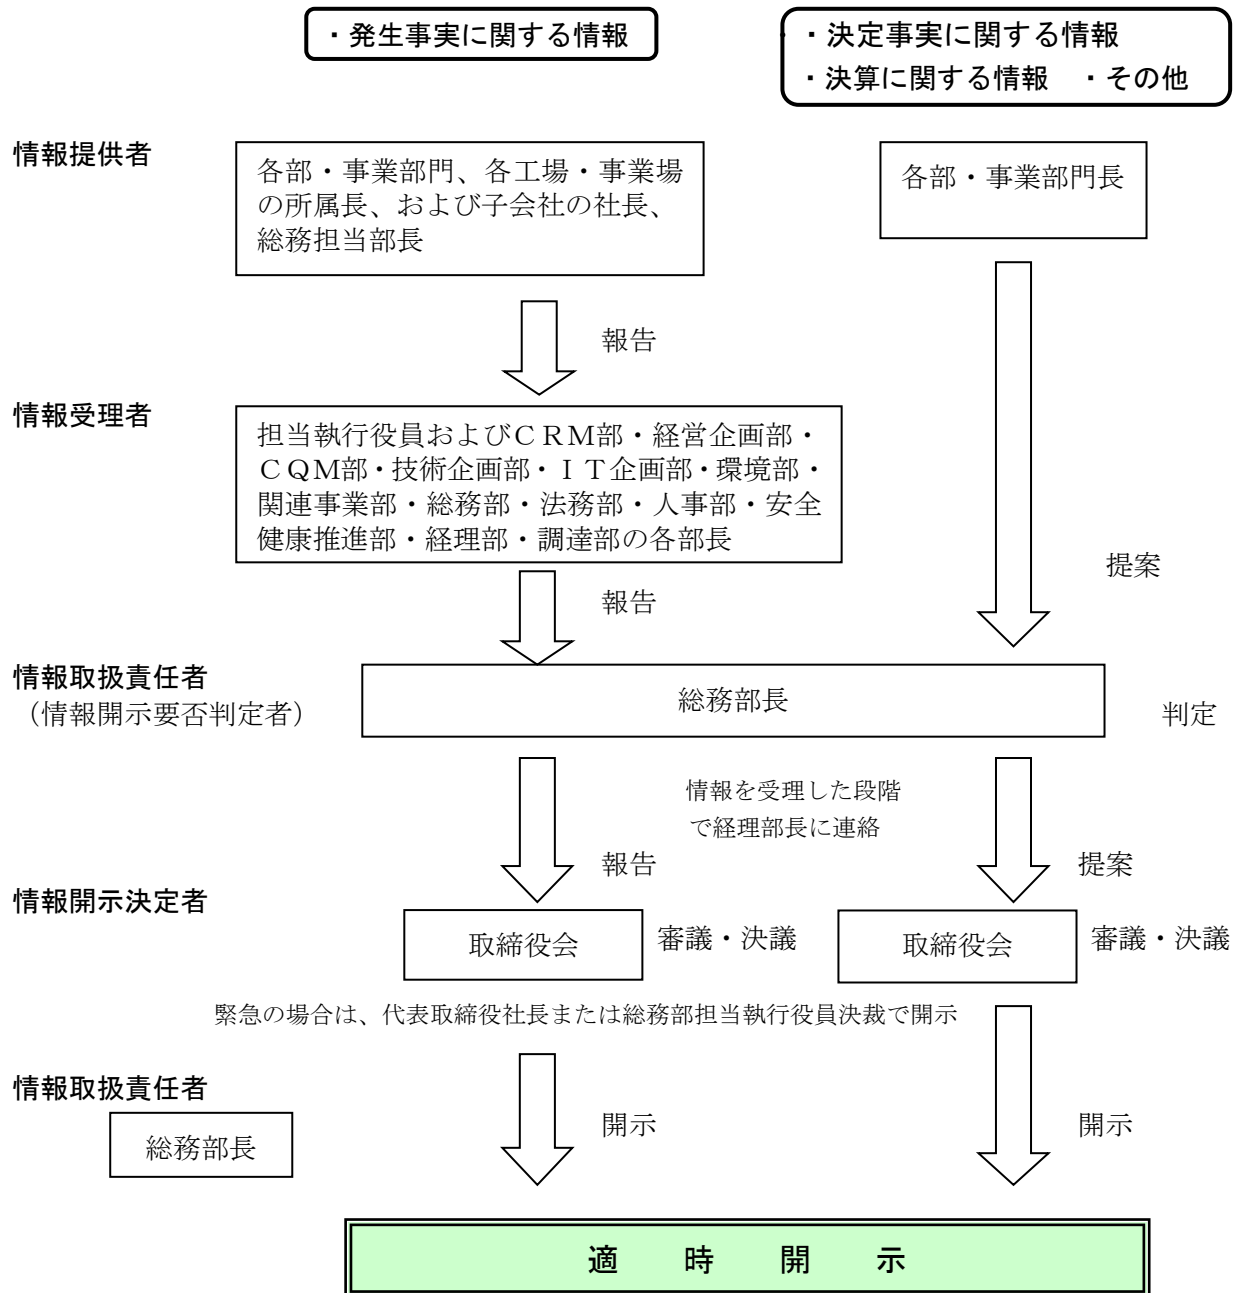 ・発生事実に関する情報
・決定事実に関する情報
・決算に関する情報　・その他
情報提供者
各部・事業部門、各工場・事業場
の所属長、および子会社の社長、
総務担当部長
各部・事業部門長
報告
情報受理者
担当執行役員およびCRM部・経営企画部・
CQM部・技術企画部・IT企画部・環境部・
関連事業部・総務部・法務部・人事部・安全
健康推進部・経理部・調達部の各部長
提案
報告
情報取扱責任者
（情報開示要否判定者）
総務部長
判定
情報を受理した段階
で経理部長に連絡
報告
提案
情報開示決定者
取締役会
審議・決議
取締役会
審議・決議
緊急の場合は、代表取締役社長または総務部担当執行役員決裁で開示
情報取扱責任者
総務部長
開示
開示
適　時　開　示